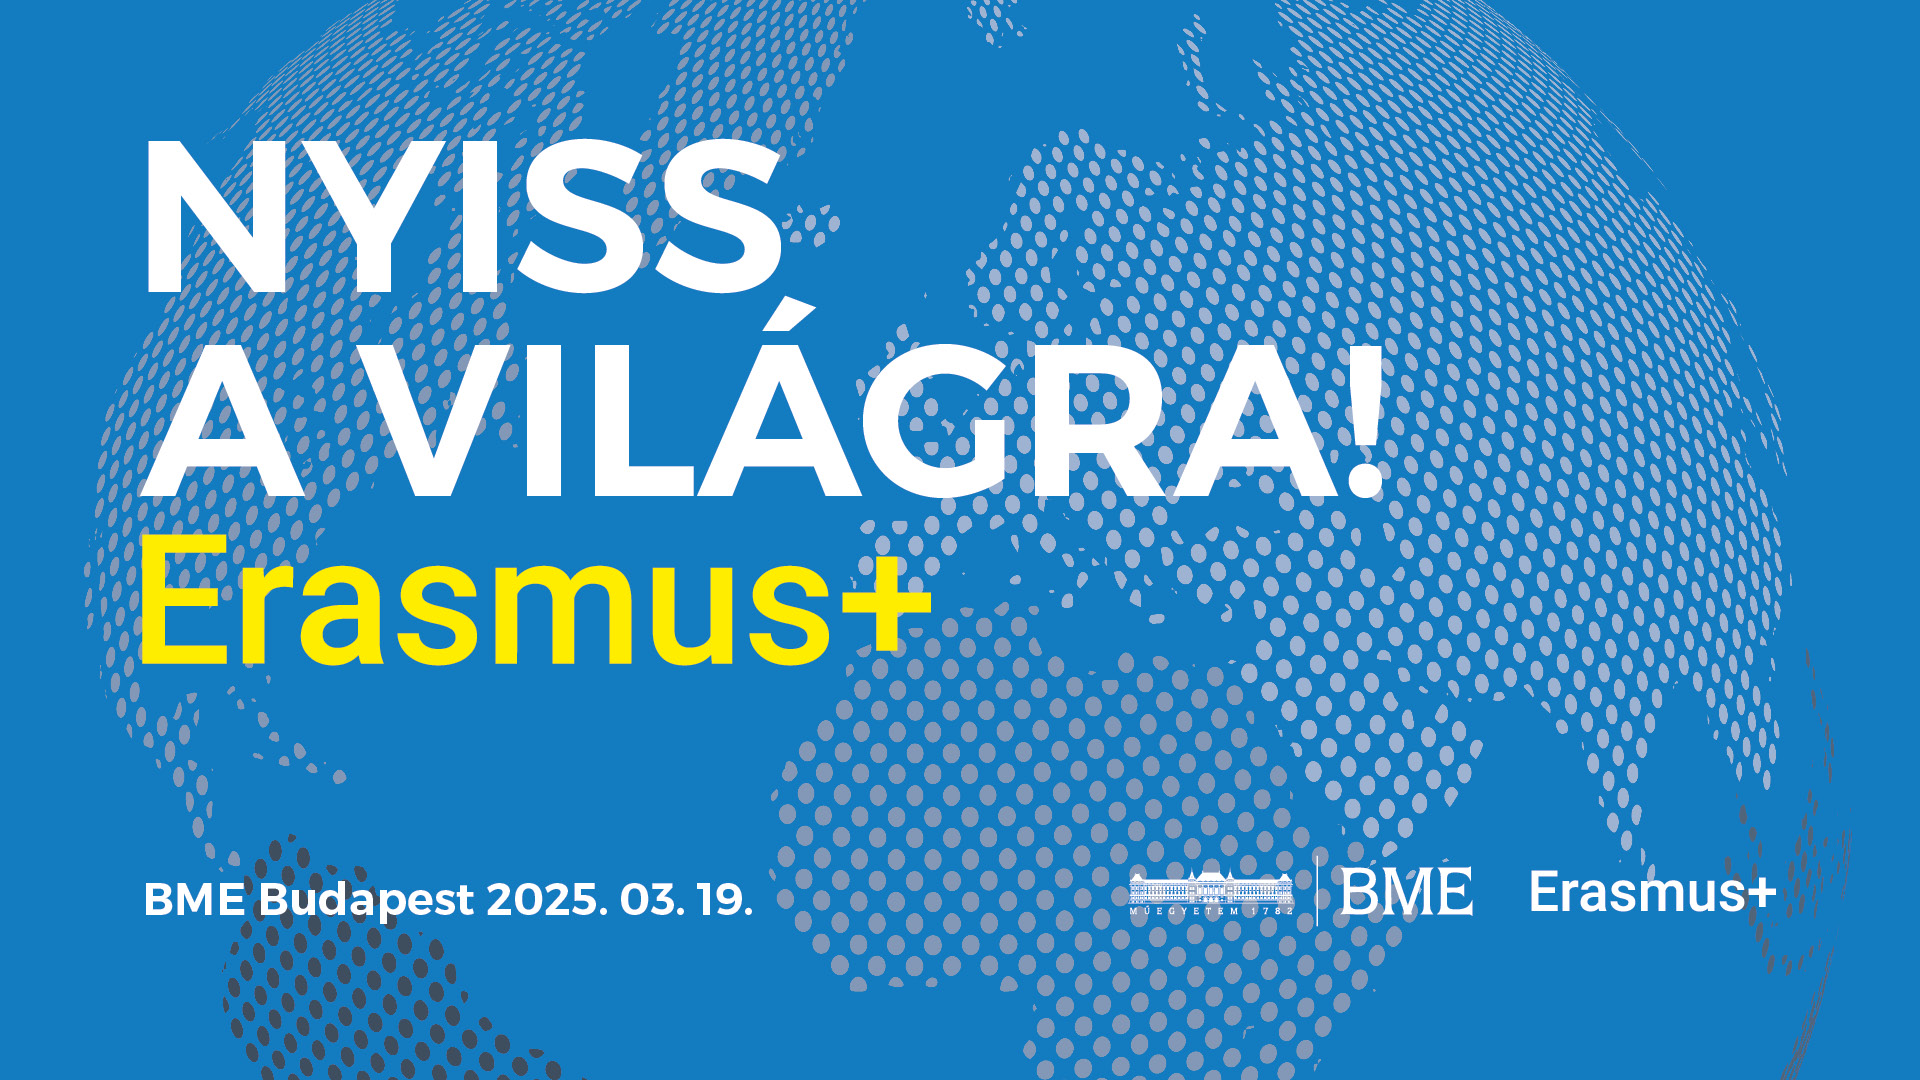 NYISS
A VILÁGRA!
Erasmus+
BME Budapest 2025. 03. 19.
MŰEGYETEM 1782
BME
Erasmus+